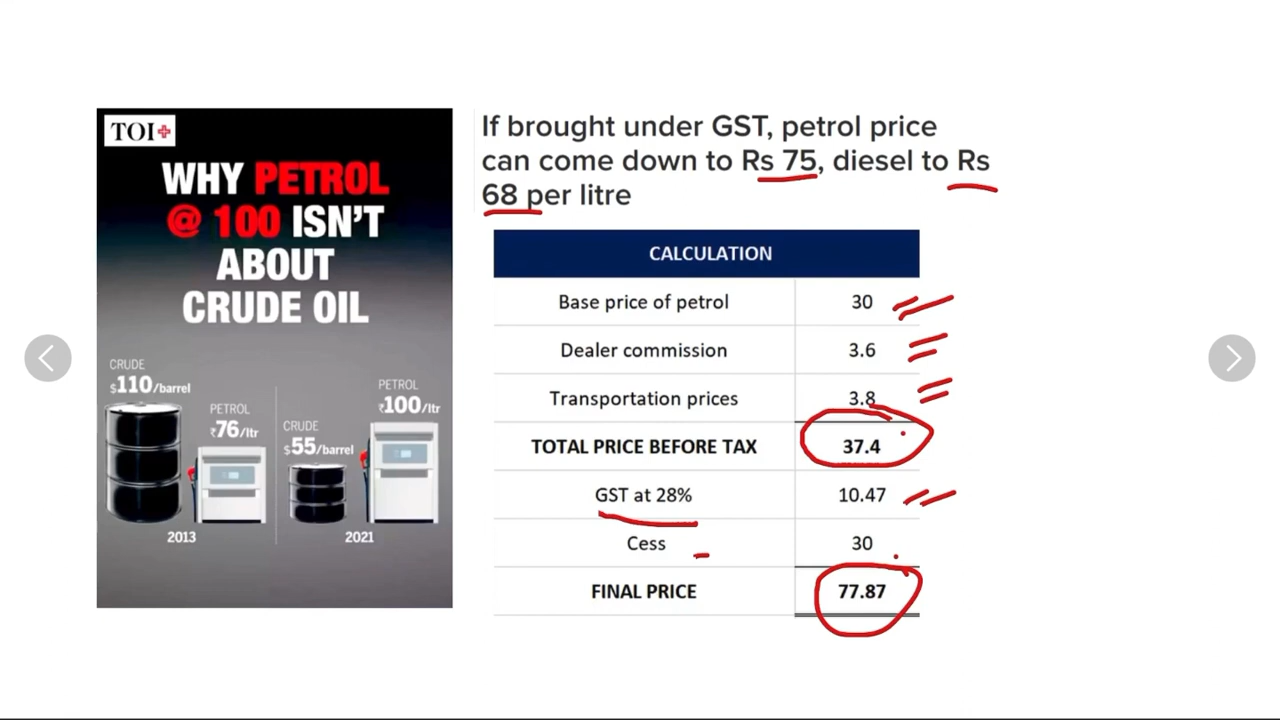 TOI+
WHY PETROL
@ 100 ISN'T
ABOUT
CRUDE OIL
CRUDE
$110/barrel
PETROL
₹76/ltr
2013
CRUDE
$55/barrel
PETROL
₹100/ltr
2021
If brought under GST, petrol price
can come down to Rs 75, diesel to Rs
68 per litre
CALCULATION
Base price of petrol 30
Dealer commission 3.6
Transportation prices 3.8
TOTAL PRICE BEFORE TAX 37.4
GST at 28% 10.47
Cess 30
FINAL PRICE 77.87